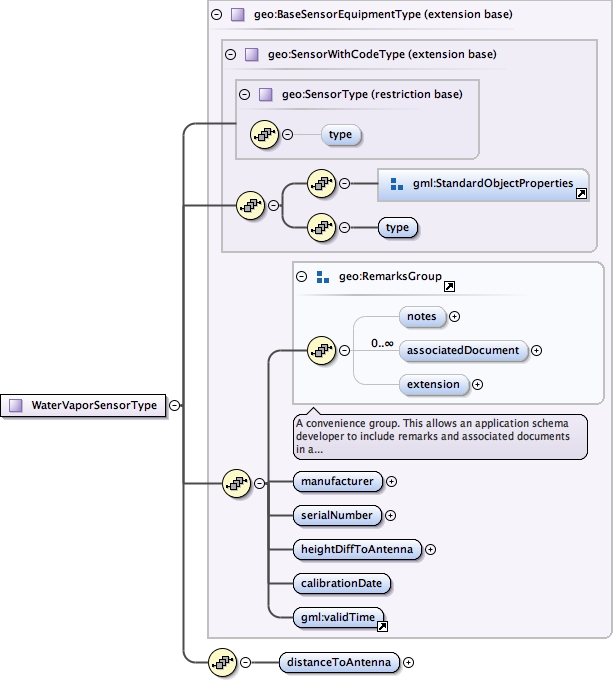 geo:BaseSensorEquipmentType (extension base)
geo:SensorWithCodeType (extension base)
geo:SensorType (restriction base)
type
gml:StandardObjectProperties
type
geo:RemarksGroup
notes
0..∞
associatedDocument
extension
WaterVaporSensorType
A convenience group. This allows an application schema
developer to include remarks and associated documents
in a...
manufacturer
serialNumber
heightDiffToAntenna
calibrationDate
gml:validTime
distanceToAntenna